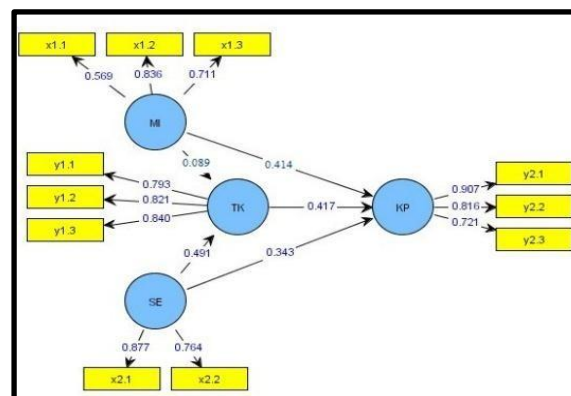 x1.1 x1.2 x1.3
0.569 0.836 0.711
MI
0.089 0.414
y1.1 0.793
y1.2 0.821
y1.3 0.840
TK
0.417
KP
0.907 y2.1
0.816 y2.2
0.721 y2.3
0.491 0.343
SE
0.877 0.764
x2.1 x2.2